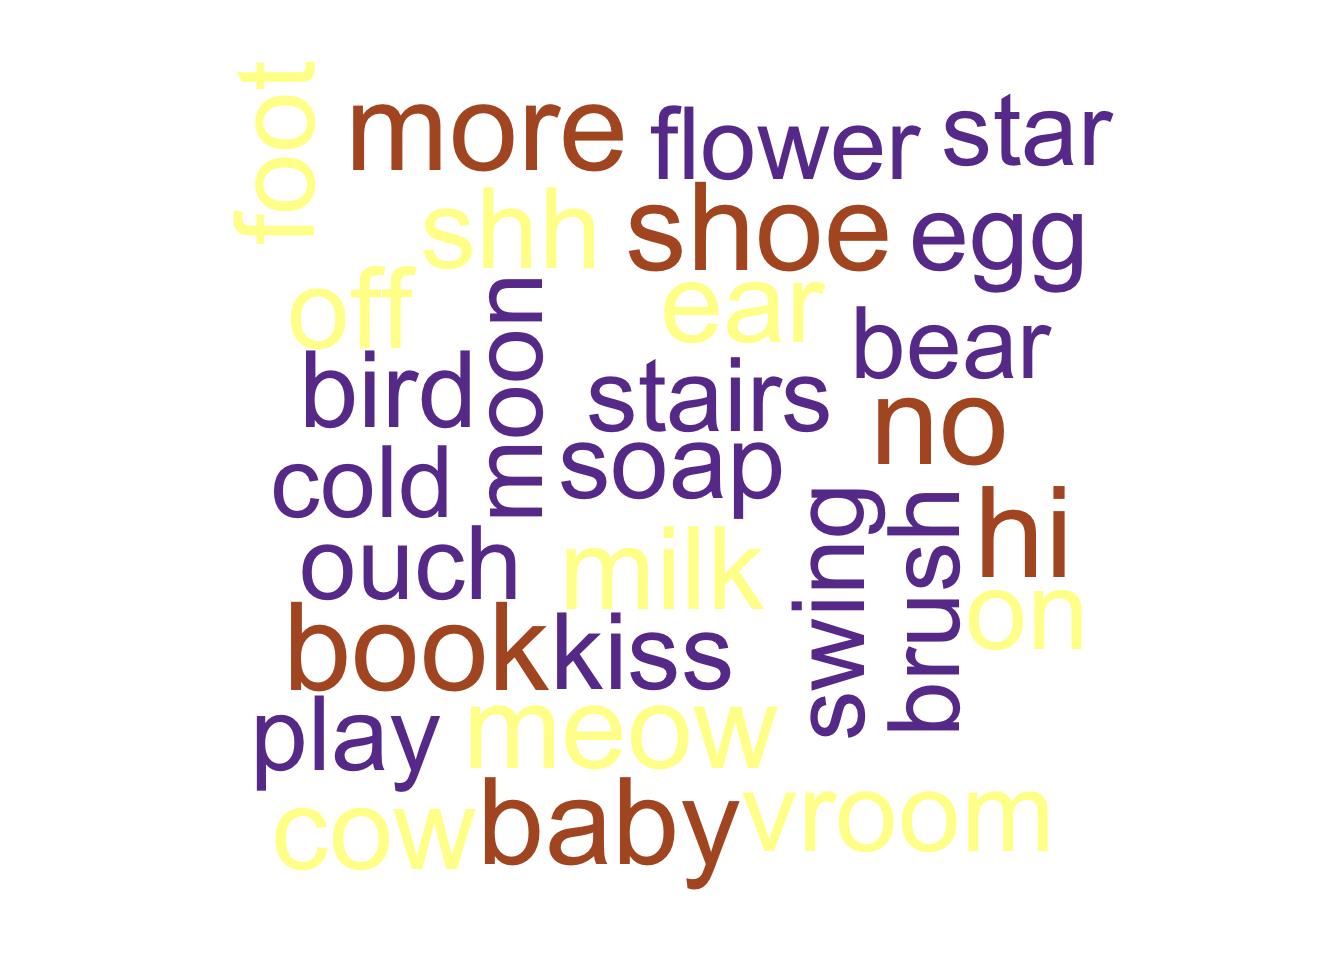 foot
more
flower
star
shh
shoe
egg
off
moon
ear
bear
bird
stairs
no
cold
soap
swing
brush
hi
ouch
milk
on
book
kiss
play
meow
cow
baby
vroom